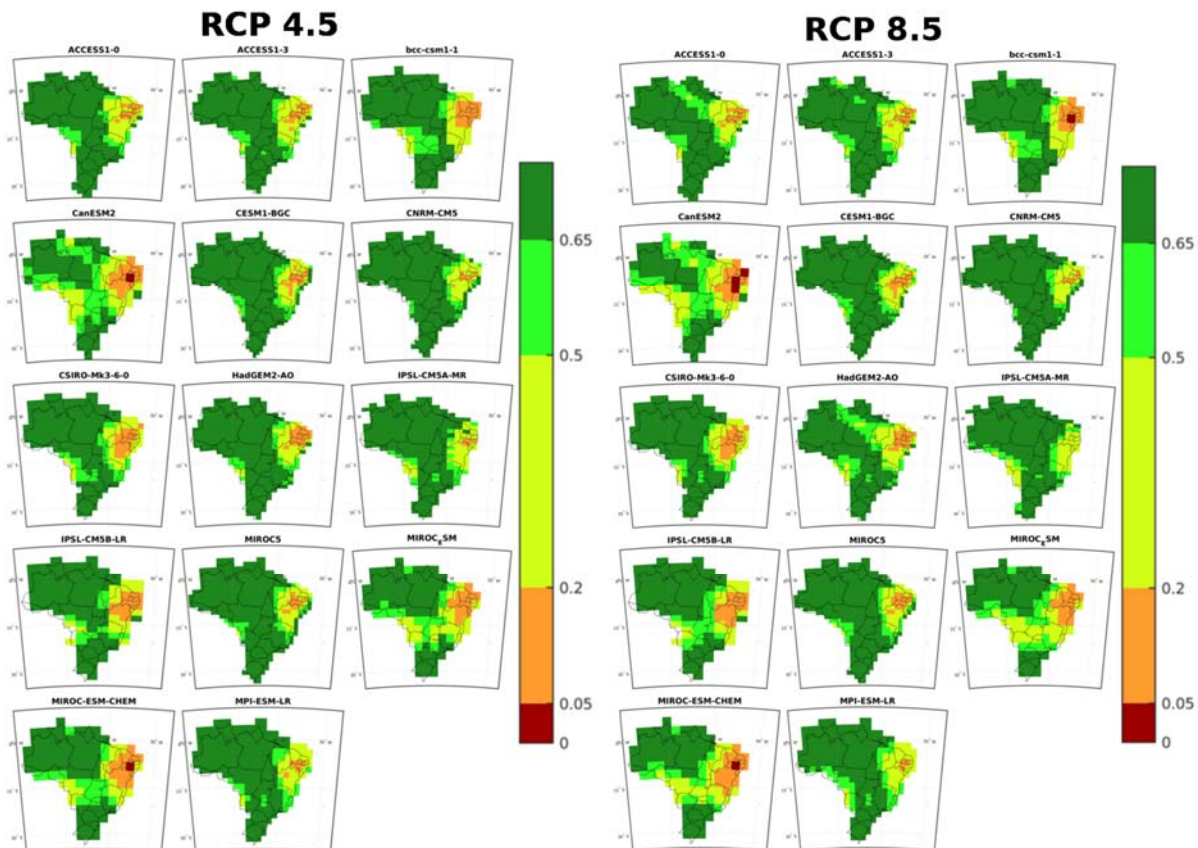 RCP 4.5
ACCESS1-0
ACCESS1-3
bcc-csm1-1
CanESM2
CESM1-BGC
CNRM-CM5
CSIRO-Mk3-6-0
HadGEM2-AO
IPSL-CM5A-MR
IPSL-CM5B-LR
MIROC5
MIROC_ESM
MIROC-ESM-CHEM
MPI-ESM-LR
0.65
0.5
0.2
0.05
0
RCP 8.5
ACCESS1-0
ACCESS1-3
bcc-csm1-1
CanESM2
CESM1-BGC
CNRM-CM5
CSIRO-Mk3-6-0
HadGEM2-AO
IPSL-CM5A-MR
IPSL-CM5B-LR
MIROC5
MIROC_ESM
MIROC-ESM-CHEM
MPI-ESM-LR
0.65
0.5
0.2
0.05
0